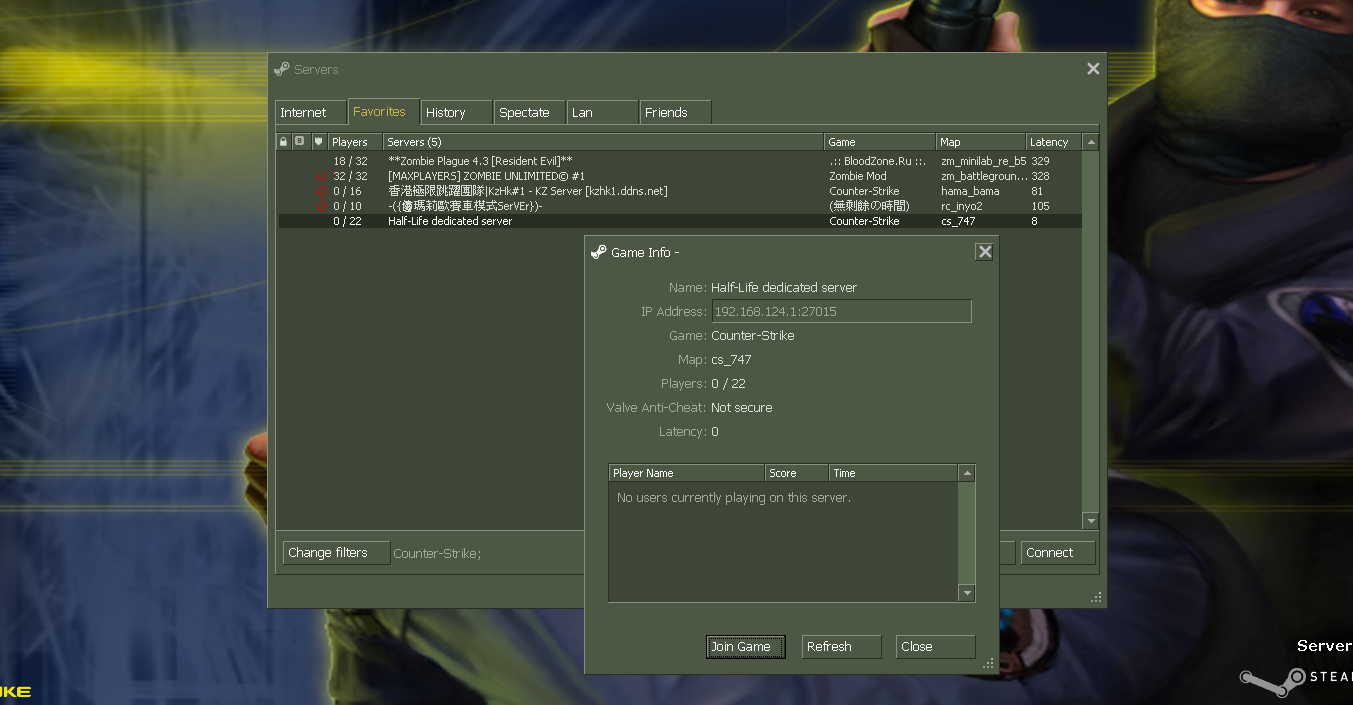 Servers
Internet Favorites History Spectate Lan Friends
Players Servers (5) Game Map Latency
18 / 32 **Zombie Plague 4.3 [Resident Evil]** .:: BloodZone.Ru ::. zm_minilab_re_b5 329
32 / 32 [MAXPLAYERS] ZOMBIE UNLIMITED© #1 Zombie Mod zm_battlegroun... 328
0 / 16 香港極限跳躍團隊|KzHk#1 - KZ Server [kzhk1.ddns.net] Counter-Strike hama_bama 81
0 / 10 瑪莉歐賽車模式SerVEr})- (無剩餘の時間) rc_inyo2 105
0 / 22 Half-Life dedicated server Counter-Strike cs_747 8
Game Info -
Name: Half-Life dedicated server
IP Address: 192.168.124.1:27015
Game: Counter-Strike
Map: cs_747
Players: 0 / 22
Valve Anti-Cheat: Not secure
Latency: 0
Player Name Score Time
No users currently playing on this server.
Change filters Counter-Strike; Connect
Join Game Refresh Close
Server
STEA
KE